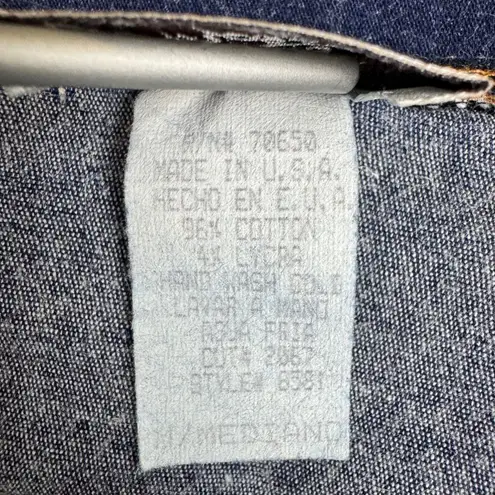 R/N# 70650
MADE IN U.S.A.
HECHO EN E.U.A
96% COTTON
4% LYCRA
HAND WASH COLD
LAVAR A MANO
AGUA FRIA
CUT# 2067
STYLE# 6581
M/MEDIANO